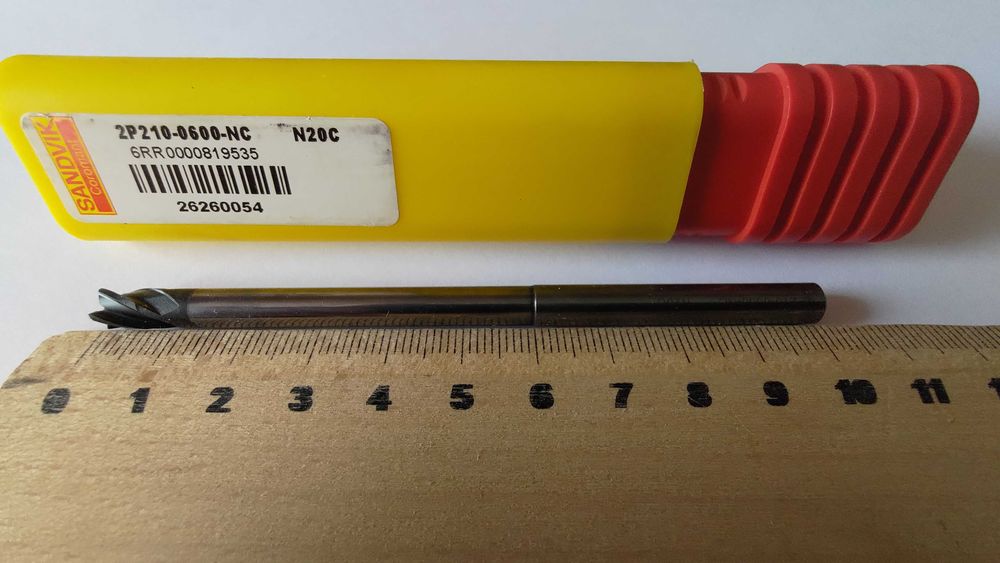 SANDVIK
Coromant
2P210-0600-NC N20C
6RR0000819535
26260054
0 1 2 3 4 5 6 7 8 9 10 11